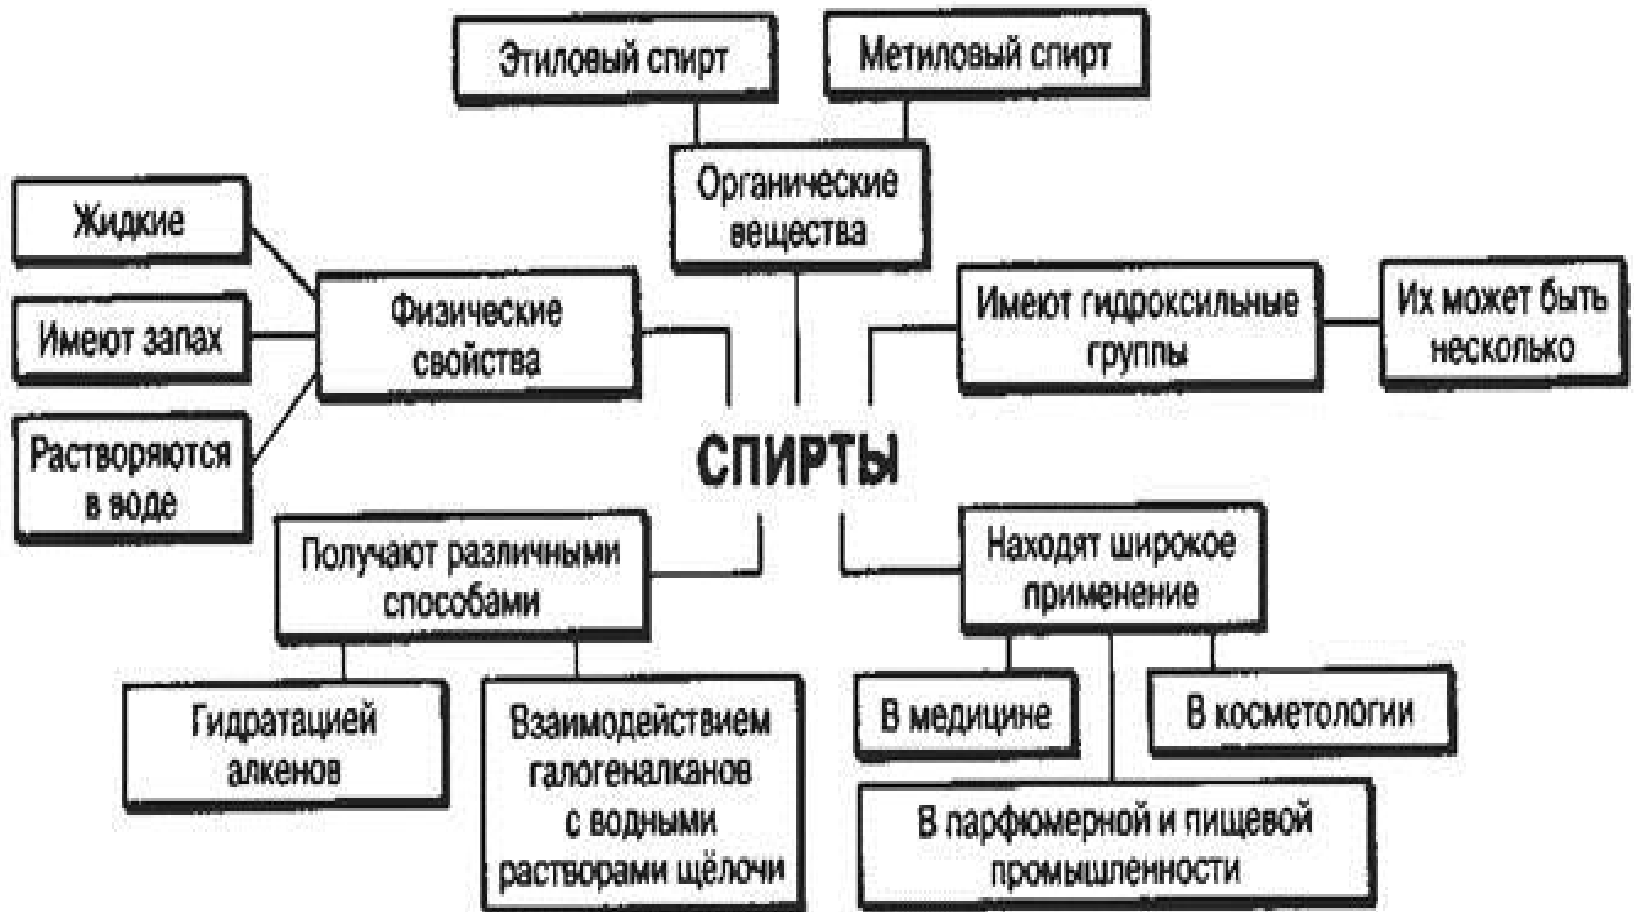 Этиловый спирт
Метиловый спирт
Органические
вещества
Жидкие
Имеют запах
Растворяются
в воде
Физические
свойства
Имеют гидроксильные
группы
Их может быть
несколько
СПИРТЫ
Получают различными
способами
Находят широкое
применение
Гидратацией
алкенов
Взаимодействием
галогеналканов
с водными
растворами щёлочи
В медицине
В косметологии
В парфюмерной и пищевой
промышленности